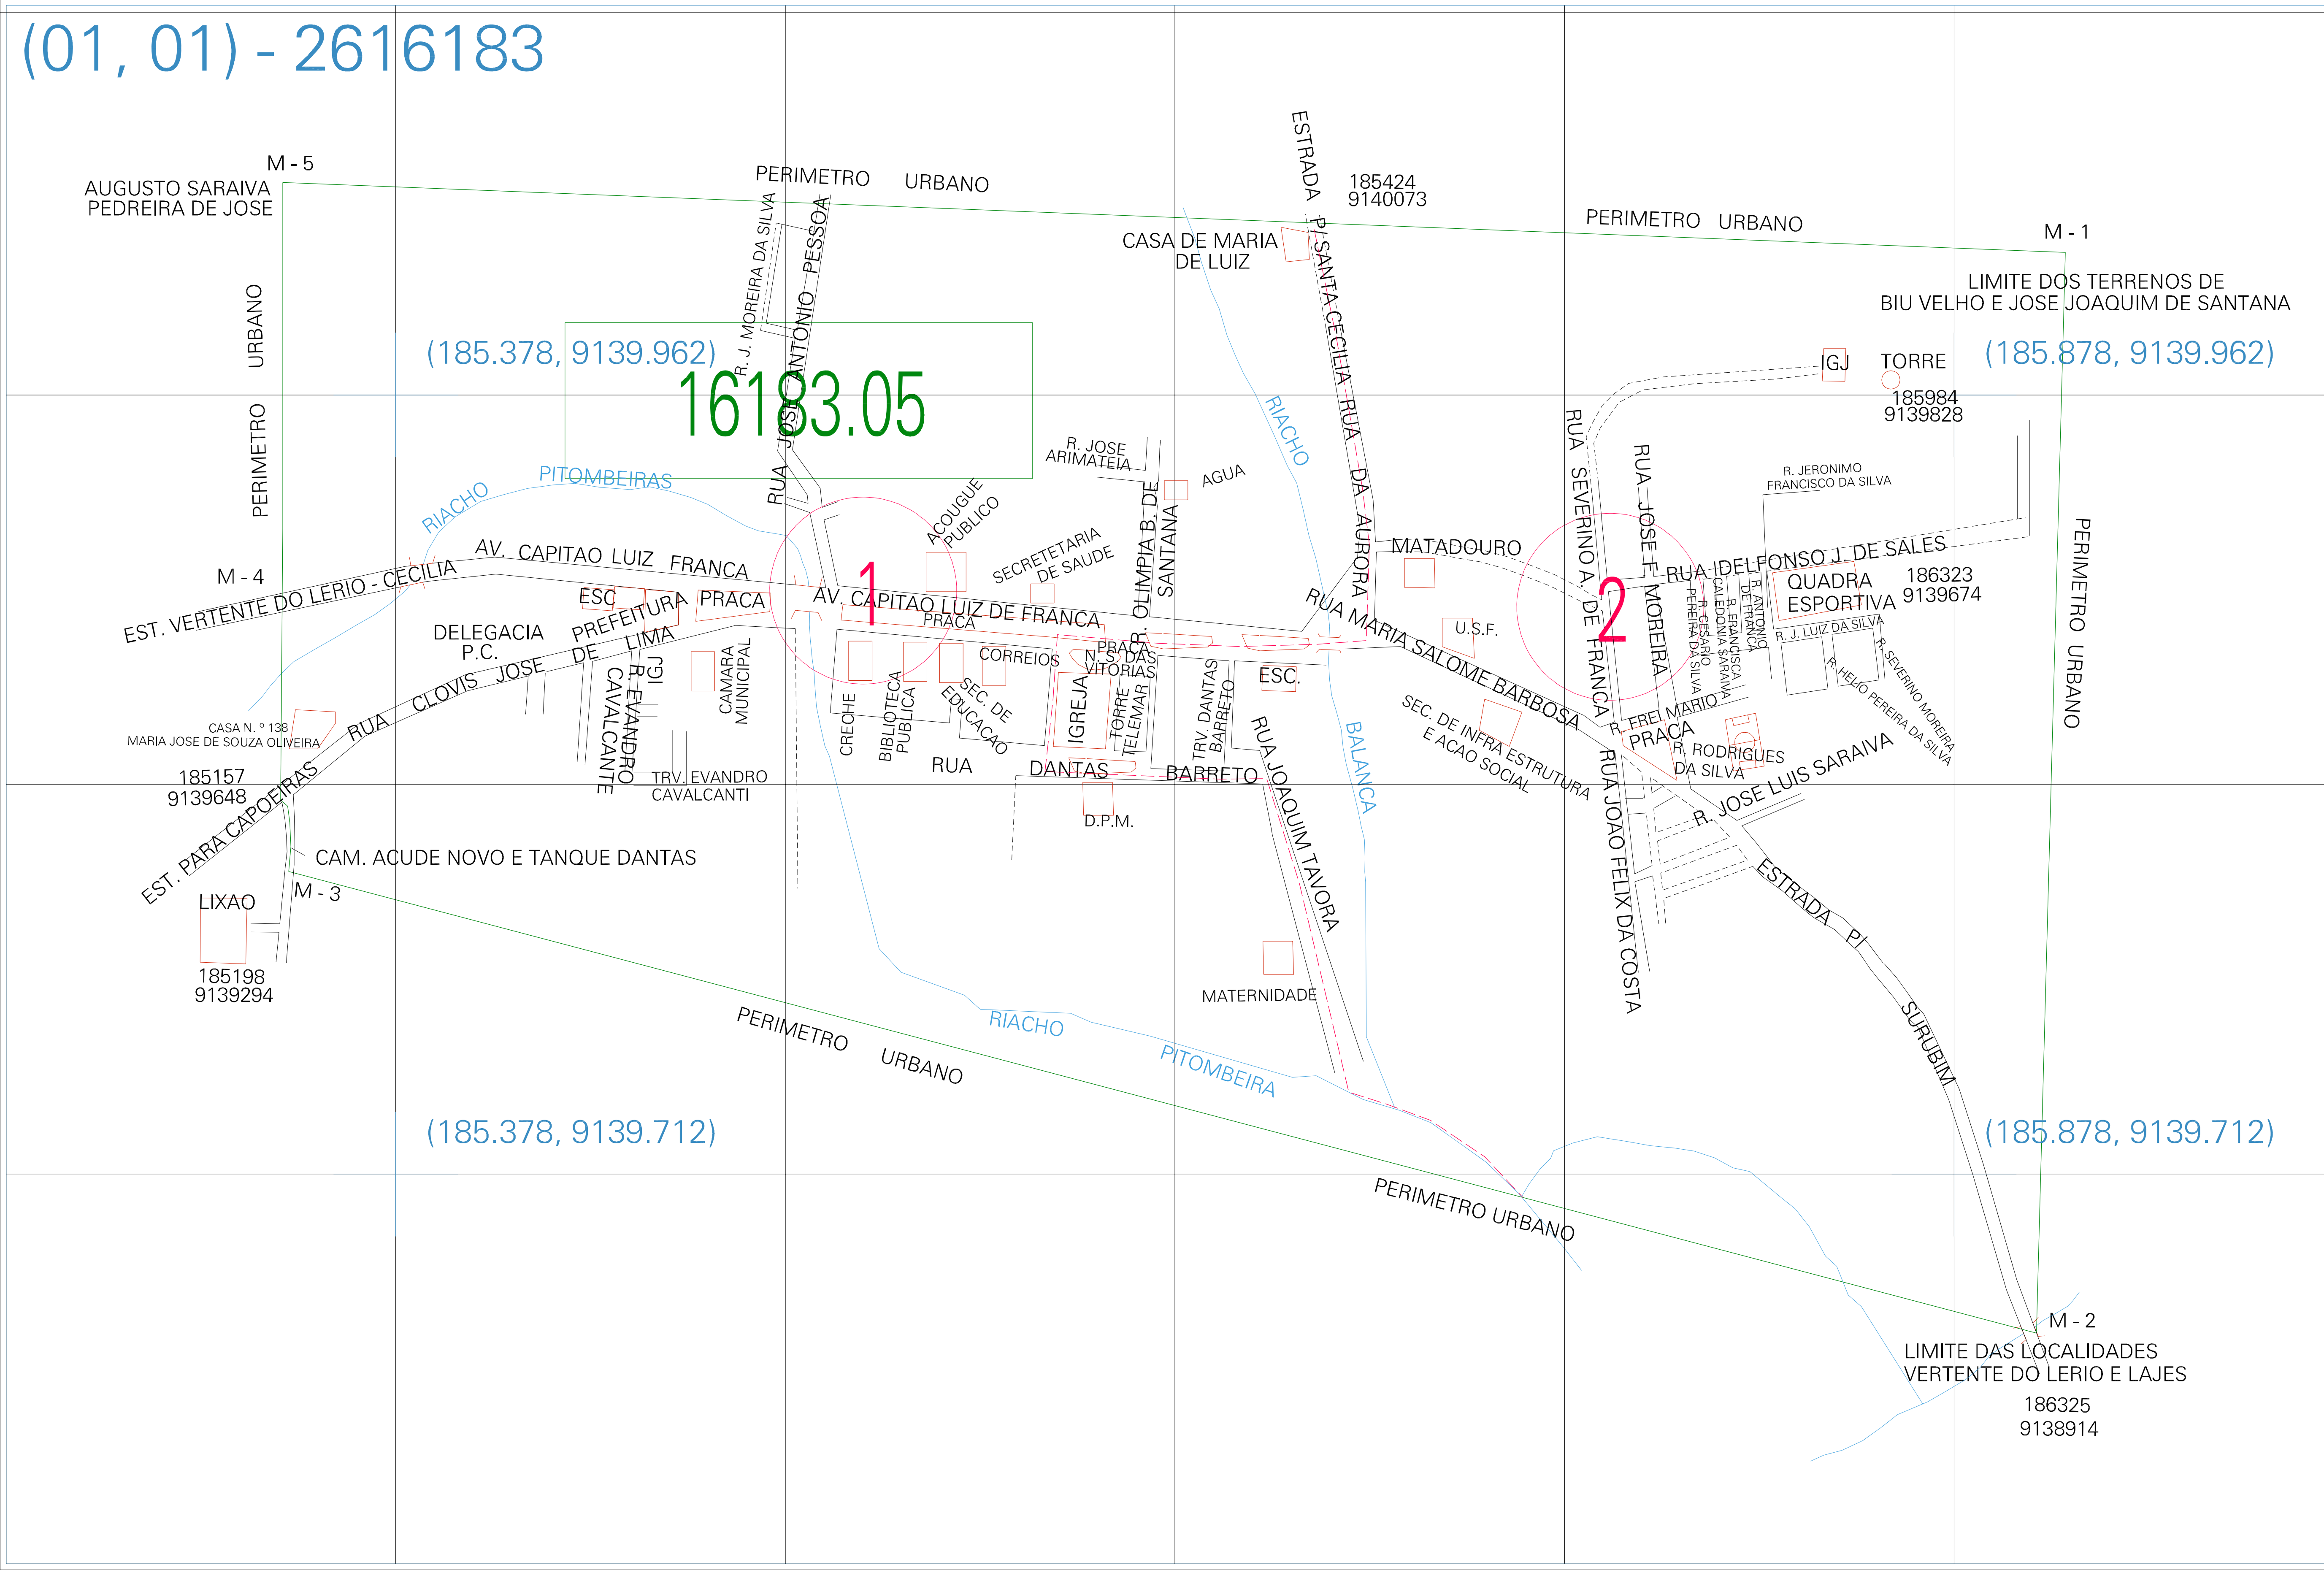 (01, 01) - 2616183
M - 5
AUGUSTO SARAIVA
PEDREIRA DE JOSE
PERIMETRO URBANO
R. J. MOREIRA DA SILVA
RUA JOSE ANTONIO PESSOA
ESTRADA P/ SANTA CECILIA
185424
9140073
PERIMETRO URBANO
M - 1
CASA DE MARIA
DE LUIZ
LIMITE DOS TERRENOS DE
BIU VELHO E JOSE JOAQUIM DE SANTANA
PERIMETRO URBANO
(185.378, 9139.962)
(185.878, 9139.962)
16183.05
IGJ
TORRE
185984
9139828
RIACHO
RUA DA AURORA
RUA SEVERINO A. DE FRANCA
RUA JOSE F. MOREIRA
R. JOSE
ARIMATEIA
AGUA
R. JERONIMO
FRANCISCO DA SILVA
RIACHO PITOMBEIRAS
ACOUGUE
PUBLICO
SECRETETARIA
DE SAUDE
R. OLIMPIA B. DE
SANTANA
MATADOURO
RUA IDELFONSO J. DE SALES
PERIMETRO URBANO
M - 4
EST. VERTENTE DO LERIO - CECILIA
AV. CAPITAO LUIZ FRANCA
1
2
QUADRA
ESPORTIVA
186323
9139674
ESC
PREFEITURA
PRACA
AV. CAPITAO LUIZ DE FRANCA
PRACA
RUA MARIA SALOME BARBOSA
U.S.F.
R. CESARIO
PEREIRA DA SILVA
R. FRANCISCA
CALEDONIA SARAIVA
R. ANTONIO
DE FRANCA
R. J. LUIZ DA SILVA
R. HELIO PEREIRA DA SILVA
R. SEVERINO MOREIRA
DELEGACIA
P.C.
RUA CLOVIS JOSE DE LIMA
IGJ
R. EVANDRO
CAVALCANTE
CAMARA
MUNICIPAL
CORREIOS
PRACA
N. S. DAS
VITORIAS
CRECHE
BIBLIOTECA
PUBLICA
SEC. DE
EDUCACAO
IGREJA
TORRE
TELEMAR
TRV. DANTAS
BARRETO
ESC.
SEC. DE INFRA ESTRUTURA
E ACAO SOCIAL
R. FREI MARIO
PRACA
R. RODRIGUES
DA SILVA
R. JOSE LUIS SARAIVA
CASA N. º 138
MARIA JOSE DE SOUZA OLIVEIRA
185157
9139648
TRV. EVANDRO
CAVALCANTI
RUA DANTAS BARRETO
D.P.M.
RUA JOAQUIM TAVORA
BALANCA
RUA JOAO FELIX DA COSTA
EST. PARA CAPOEIRAS
CAM. ACUDE NOVO E TANQUE DANTAS
M - 3
LIXAO
185198
9139294
ESTRADA P/ SURUBIM
MATERNIDADE
PERIMETRO URBANO
RIACHO PITOMBEIRA
(185.378, 9139.712)
(185.878, 9139.712)
PERIMETRO URBANO
M - 2
LIMITE DAS LOCALIDADES
VERTENTE DO LERIO E LAJES
186325
9138914